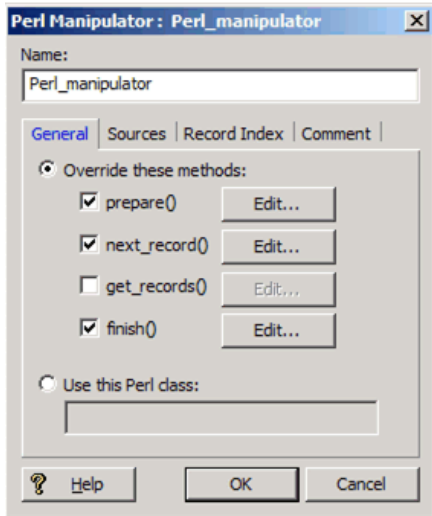 Perl Manipulator : Perl_manipulator
Name:
Perl_manipulator
General Sources Record Index Comment
Override these methods:
prepare() Edit...
next_record() Edit...
get_records() Edit...
finish() Edit...
Use this Perl class:
? Help OK Cancel